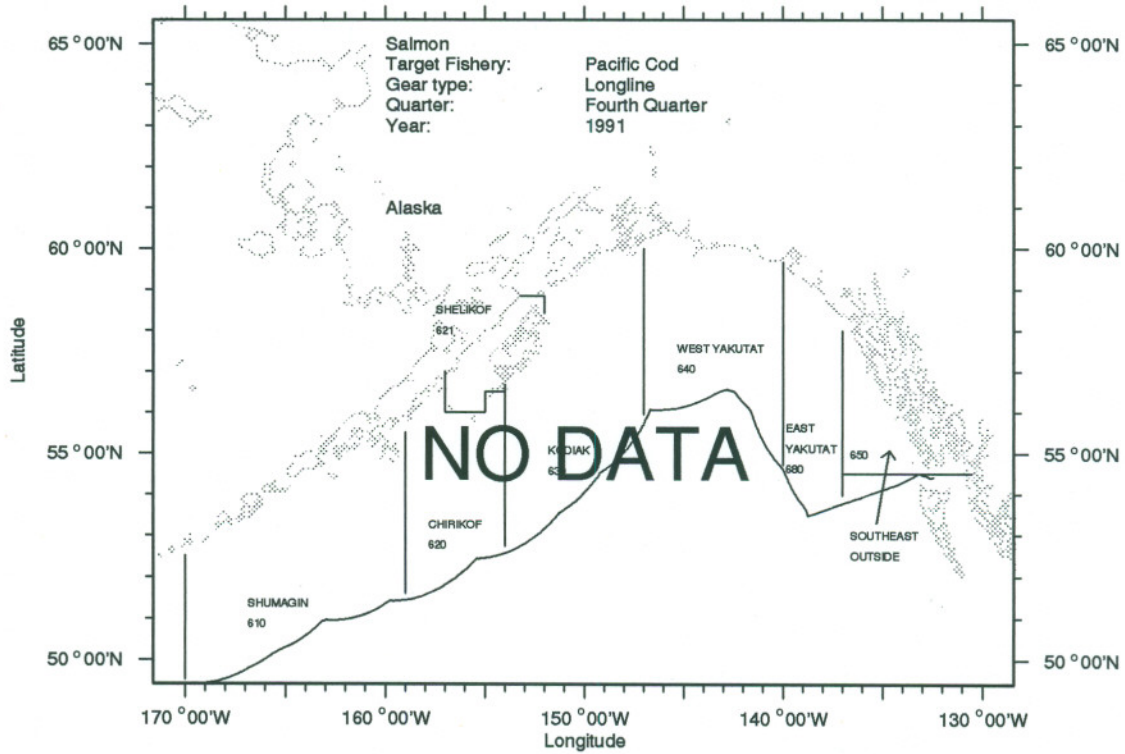 Salmon
Target Fishery: Pacific Cod
Gear type: Longline
Quarter: Fourth Quarter
Year: 1991
65°00'N 65°00'N
Alaska
60°00'N 60°00'N
SHELIKOF
621
WEST YAKUTAT
640
Latitude
NO DATA
KODIAK
EAST
YAKUTAT
680
650
55°00'N 55°00'N
CHIRIKOF
620
SOUTHEAST
OUTSIDE
SHUMAGIN
610
50°00'N 50°00'N
170°00'W 160°00'W 150°00'W 140°00'W 130°00'W
Longitude